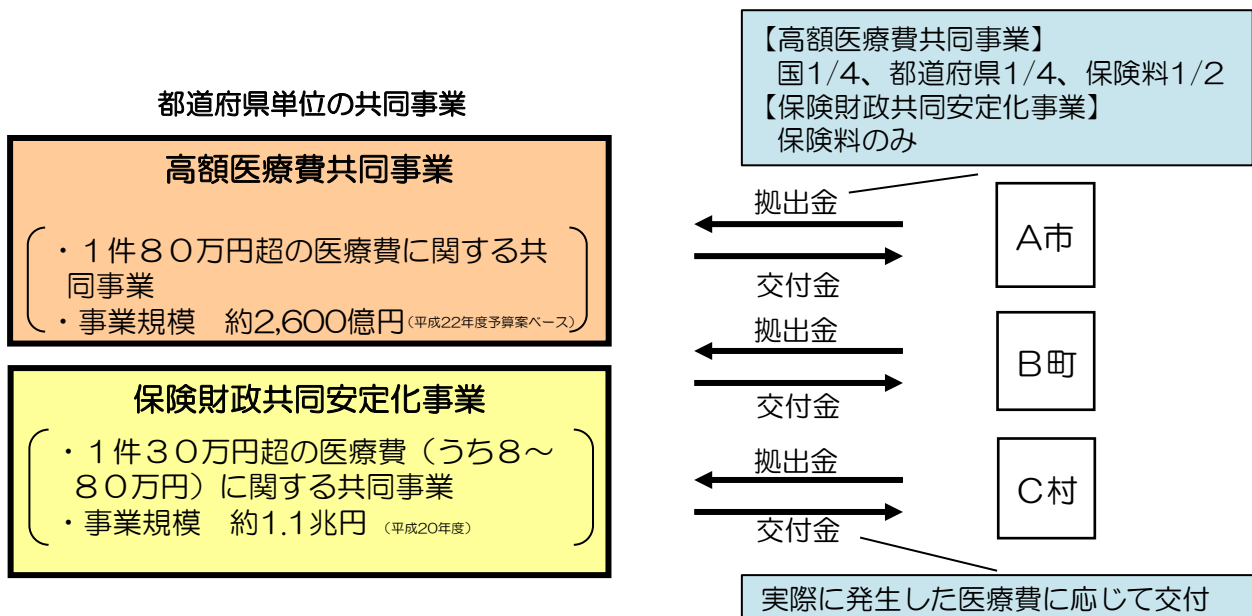 都道府県単位の共同事業
高額医療費共同事業
・１件８０万円超の医療費に関する共
同事業
・事業規模　約2,600億円(平成22年度予算案ベース)
保険財政共同安定化事業
・１件３０万円超の医療費（うち８～
８０万円）に関する共同事業
・事業規模　約1.1兆円 （平成20年度）
【高額医療費共同事業】
国1/4、都道府県1/4、保険料1/2
【保険財政共同安定化事業】
保険料のみ
拠出金
交付金
A市
拠出金
交付金
B町
拠出金
交付金
C村
実際に発生した医療費に応じて交付